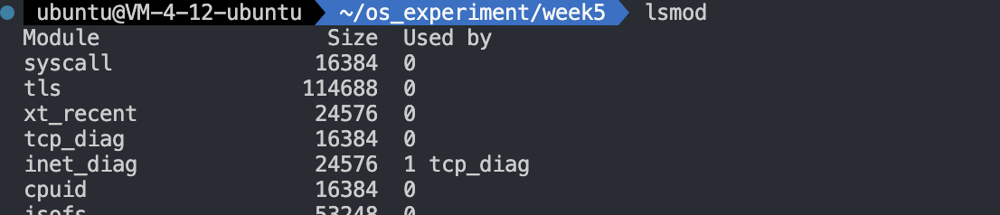 ubuntu@VM-4-12-ubuntu ~/os_experiment/week5 lsmod
Module Size Used by
syscall 16384 0
tls 114688 0
xt_recent 24576 0
tcp_diag 16384 0
inet_diag 24576 1 tcp_diag
cpuid 16384 0
isofs 53248 0